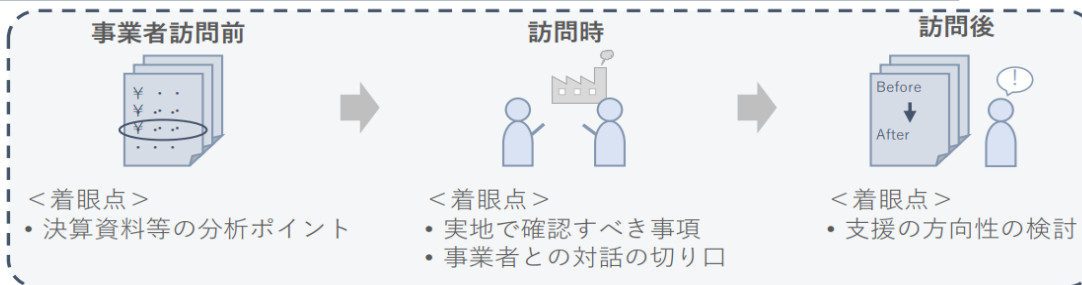 事業者訪問前
¥ ・ ・
¥ ・・・
¥ ・・・
・ ・ ・
＜着眼点＞
• 決算資料等の分析ポイント
訪問時
＜着眼点＞
• 実地で確認すべき事項
• 事業者との対話の切り口
訪問後
Before
After
!
＜着眼点＞
• 支援の方向性の検討